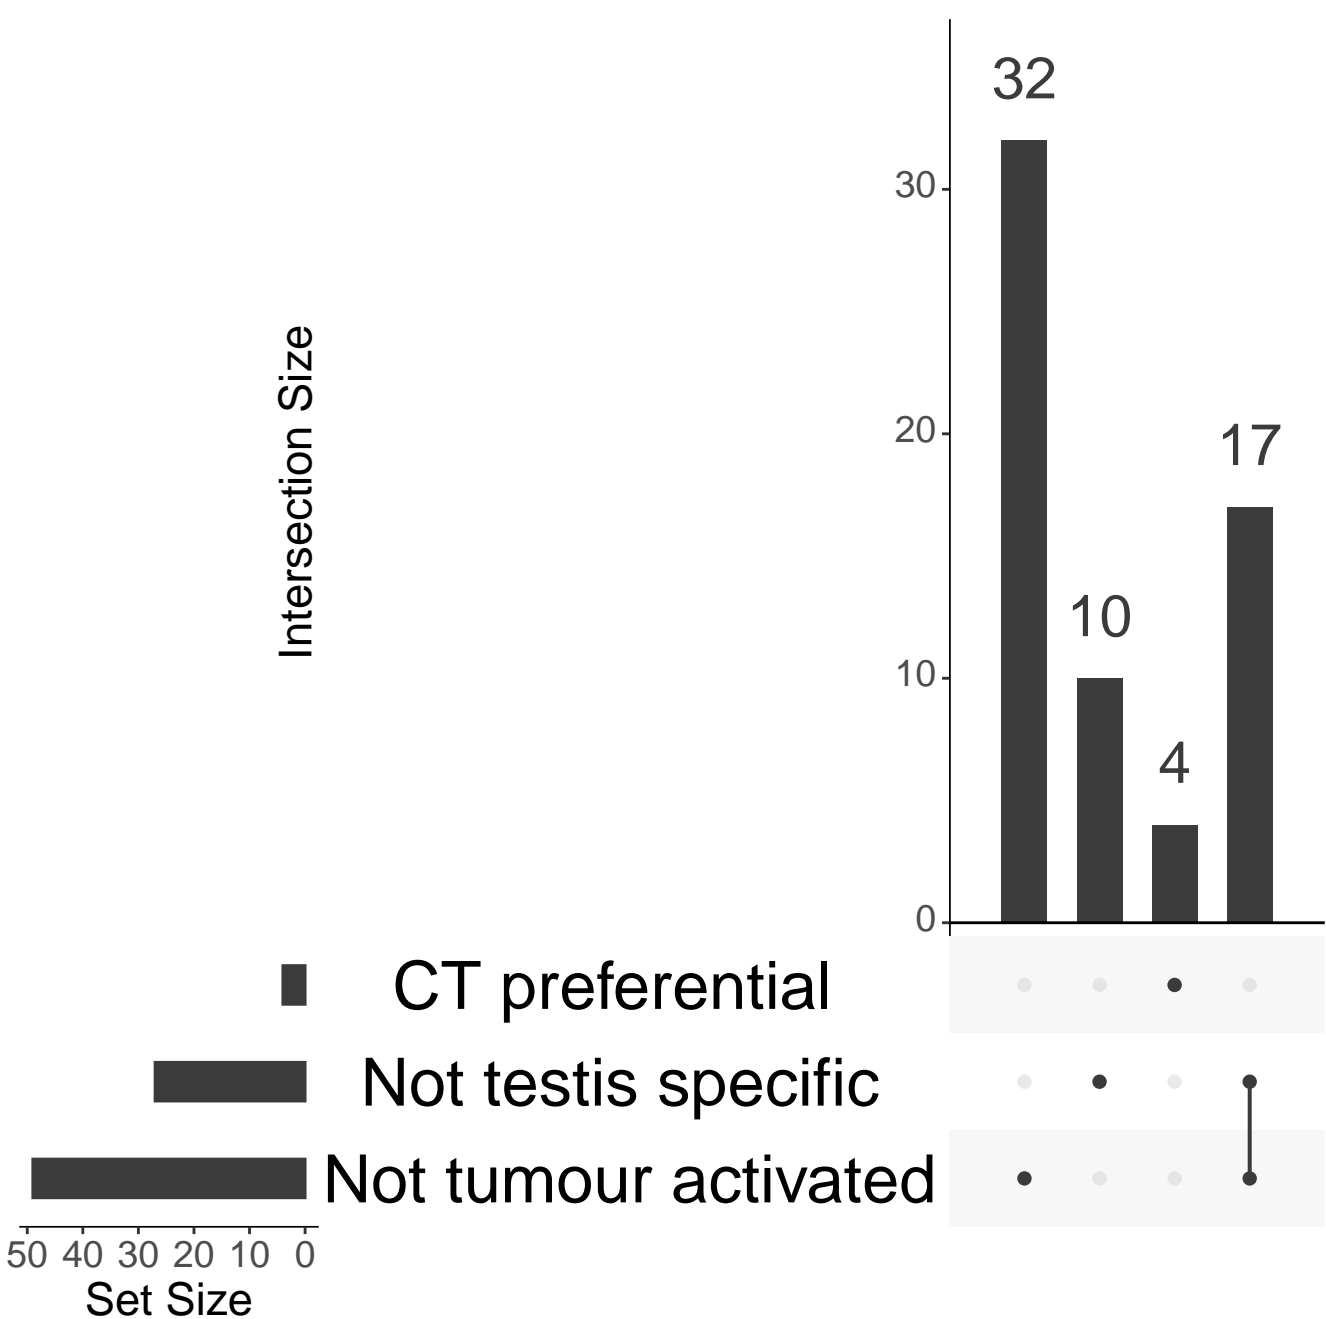 32
30
Intersection Size
20
17
10
10
4
0
CT preferential
Not testis specific
Not tumour activated
50 40 30 20 10 0
Set Size